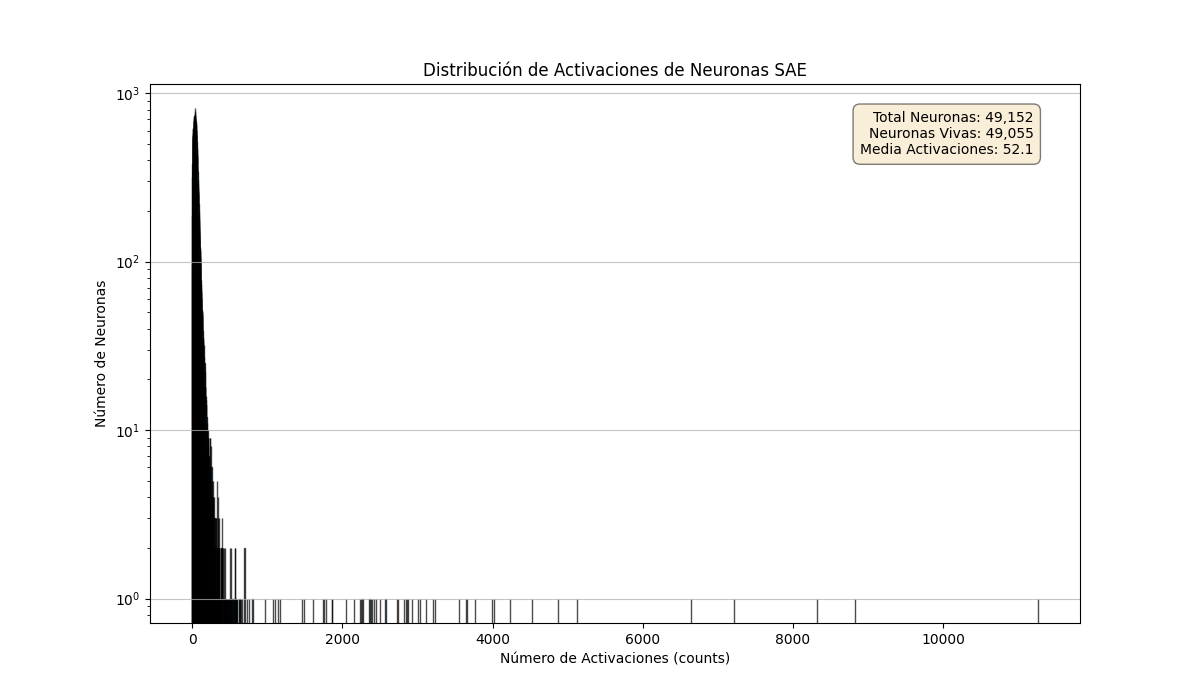 Distribución de Activaciones de Neuronas SAE
Total Neuronas: 49,152
Neuronas Vivas: 49,055
Media Activaciones: 52.1
Número de Neuronas
10³
10²
10¹
10⁰
0 2000 4000 6000 8000 10000
Número de Activaciones (counts)